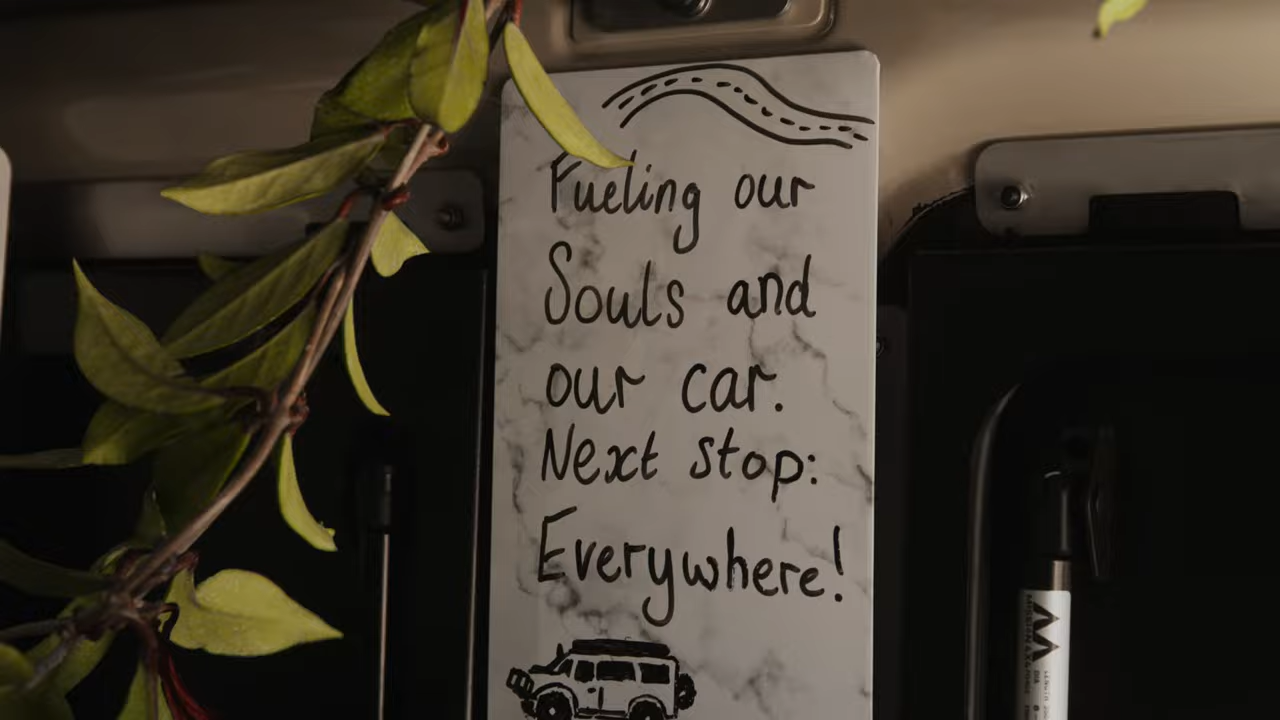 Fueling our
Souls and
our car.
Next stop:
Everywhere!